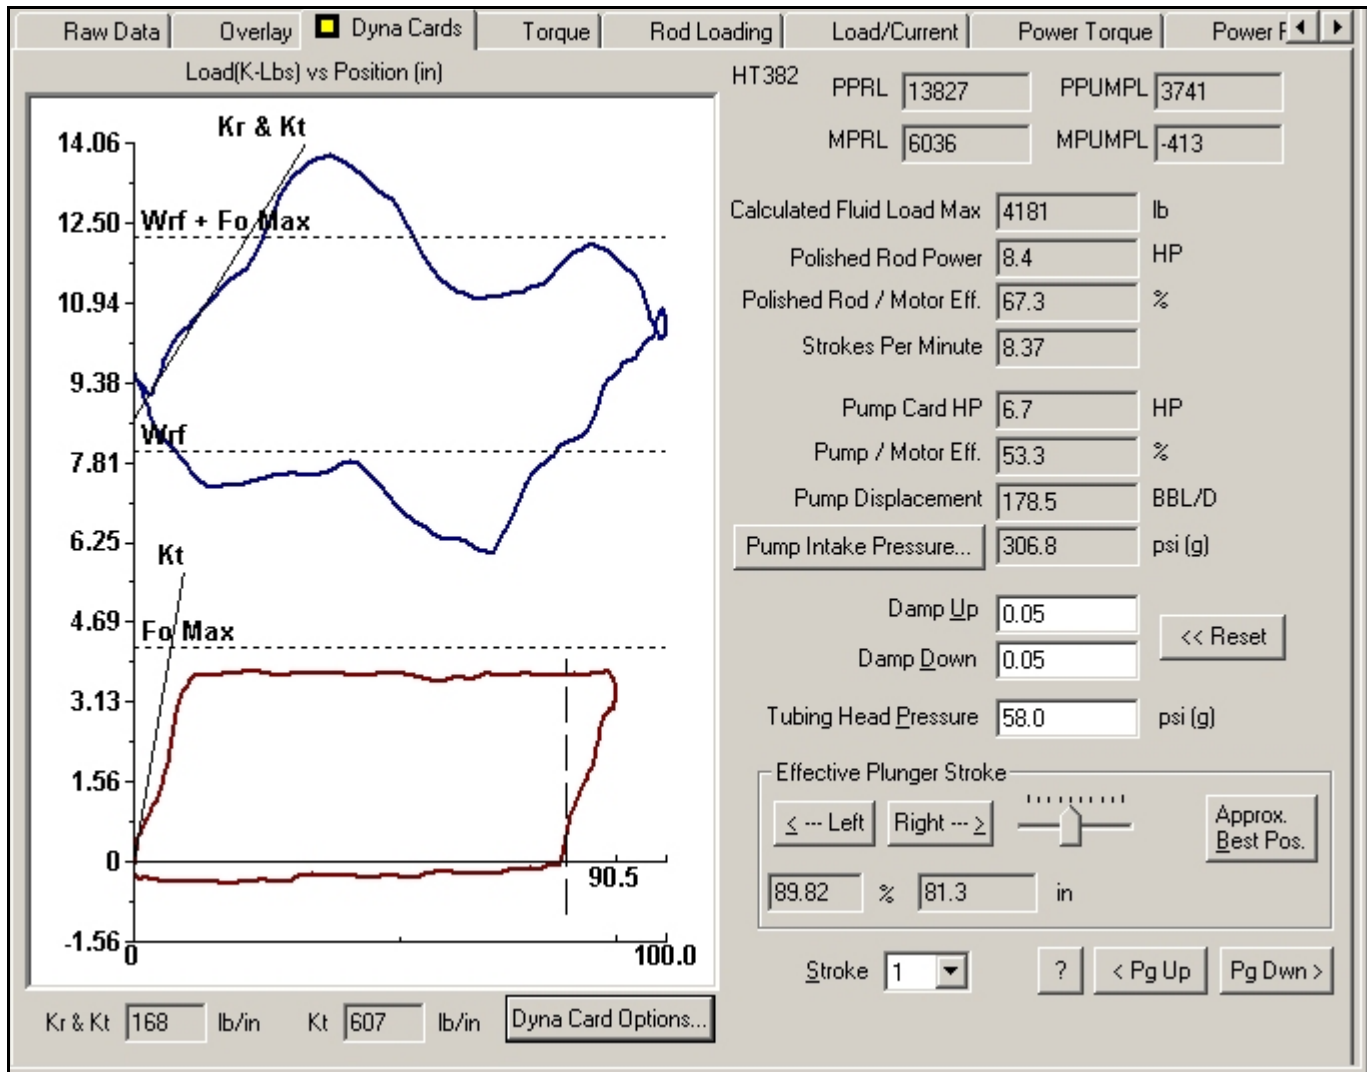 Raw Data Overlay Dyna Cards Torque Rod Loading Load/Current Power Torque Power
Load(K-Lbs) vs Position (in)
Kr & Kt
14.06
Wrf + Fo Max
12.50
10.94
9.38
Wrf
7.81
6.25
Kt
4.69
Fo Max
3.13
1.56
0
90.5
-1.56
0 100.0
Kr & Kt 168 lb/in Kt 607 lb/in Dyna Card Options...
HT382 PPRL 13827 PPUMPL 3741
MPRL 6036 MPUMPL -413
Calculated Fluid Load Max 4181 lb
Polished Rod Power 8.4 HP
Polished Rod / Motor Eff. 67.3 %
Strokes Per Minute 8.37
Pump Card HP 6.7 HP
Pump / Motor Eff. 53.3 %
Pump Displacement 178.5 BBL/D
Pump Intake Pressure... 306.8 psi (g)
Damp Up 0.05
<< Reset
Damp Down 0.05
Tubing Head Pressure 58.0 psi (g)
Effective Plunger Stroke
< --- Left Right --- > Approx.
Best Pos.
89.82 % 81.3 in
Stroke 1 ? < Pg Up Pg Dwn >